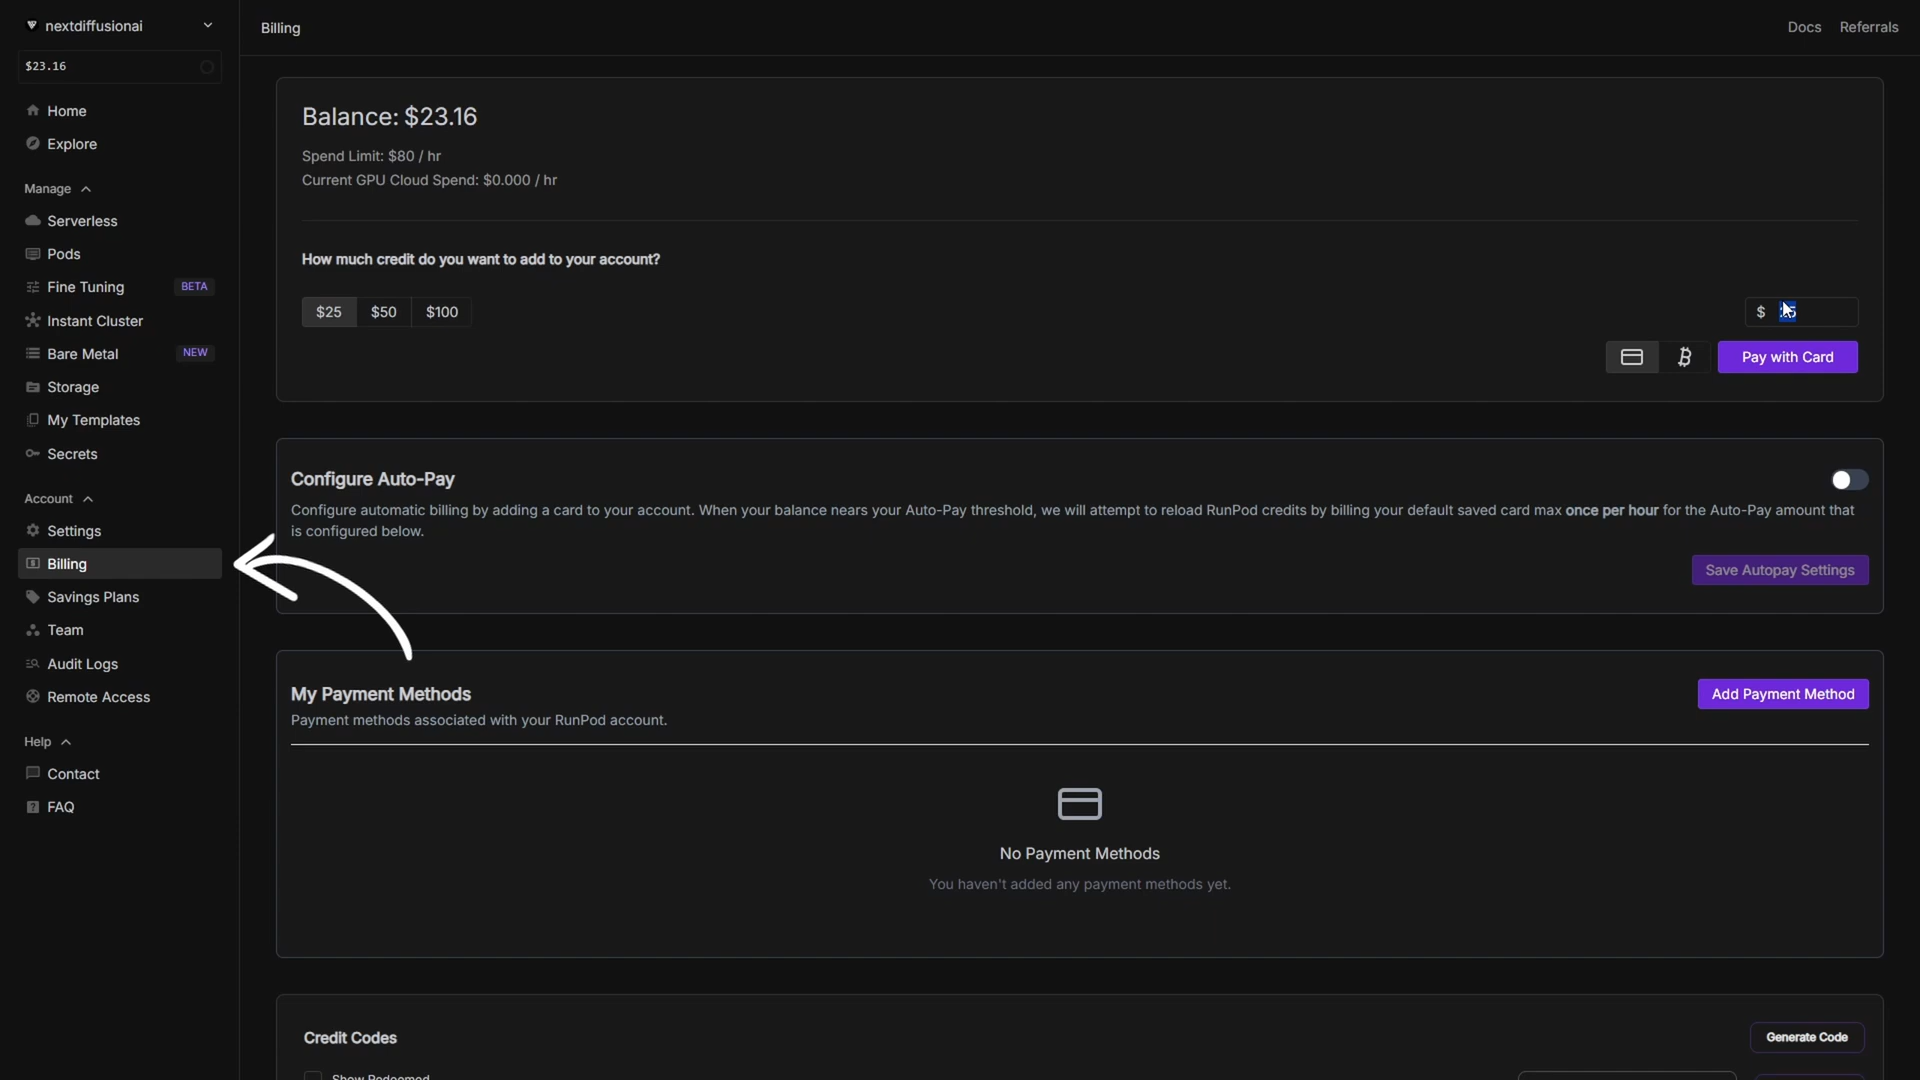 nextdiffusionai
$23.16
Home
Explore
Manage
Serverless
Pods
Fine Tuning BETA
Instant Cluster
Bare Metal NEW
Storage
My Templates
Secrets
Account
Settings
Billing
Savings Plans
Team
Audit Logs
Remote Access
Help
Contact
FAQ
Billing
Docs Referrals
Balance: $23.16
Spend Limit: $80 / hr
Current GPU Cloud Spend: $0.000 / hr
How much credit do you want to add to your account?
$25 $50 $100
$
Pay with Card
Configure Auto-Pay
Configure automatic billing by adding a card to your account. When your balance nears your Auto-Pay threshold, we will attempt to reload RunPod credits by billing your default saved card max once per hour for the Auto-Pay amount that
is configured below.
Save Autopay Settings
My Payment Methods
Add Payment Method
Payment methods associated with your RunPod account.
No Payment Methods
You haven't added any payment methods yet.
Credit Codes
Generate Code
Show Redeemed